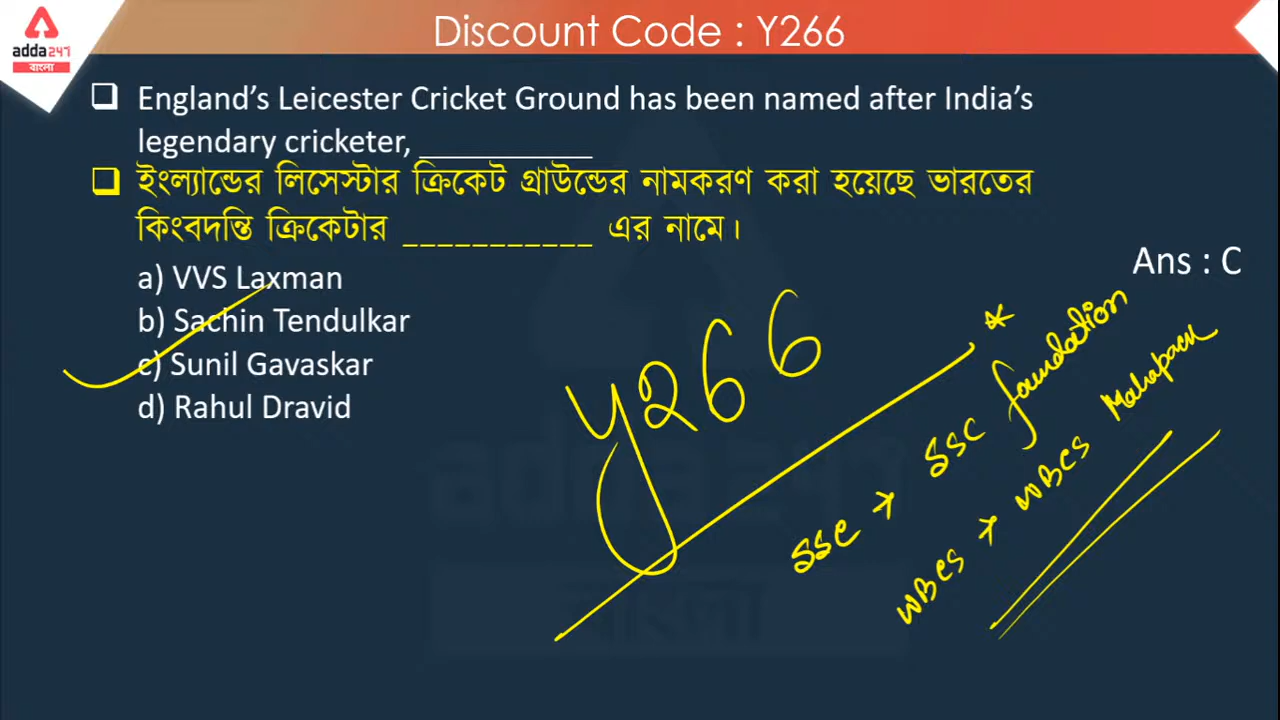 Discount Code : Y266
adda247
বাংলা
England's Leicester Cricket Ground has been named after India's
legendary cricketer, ___________
ইংল্যান্ডের লিসেস্টার ক্রিকেট গ্রাউন্ডের নামকরণ করা হয়েছে ভারতের
কিংবদন্তি ক্রিকেটার ___________ এর নামে।
Ans : C
a) VVS Laxman
b) Sachin Tendulkar
c) Sunil Gavaskar
d) Rahul Dravid
Y266
SSC → SSC foundation
WBCS → WBCS Mahapack
adda247
বাংলা